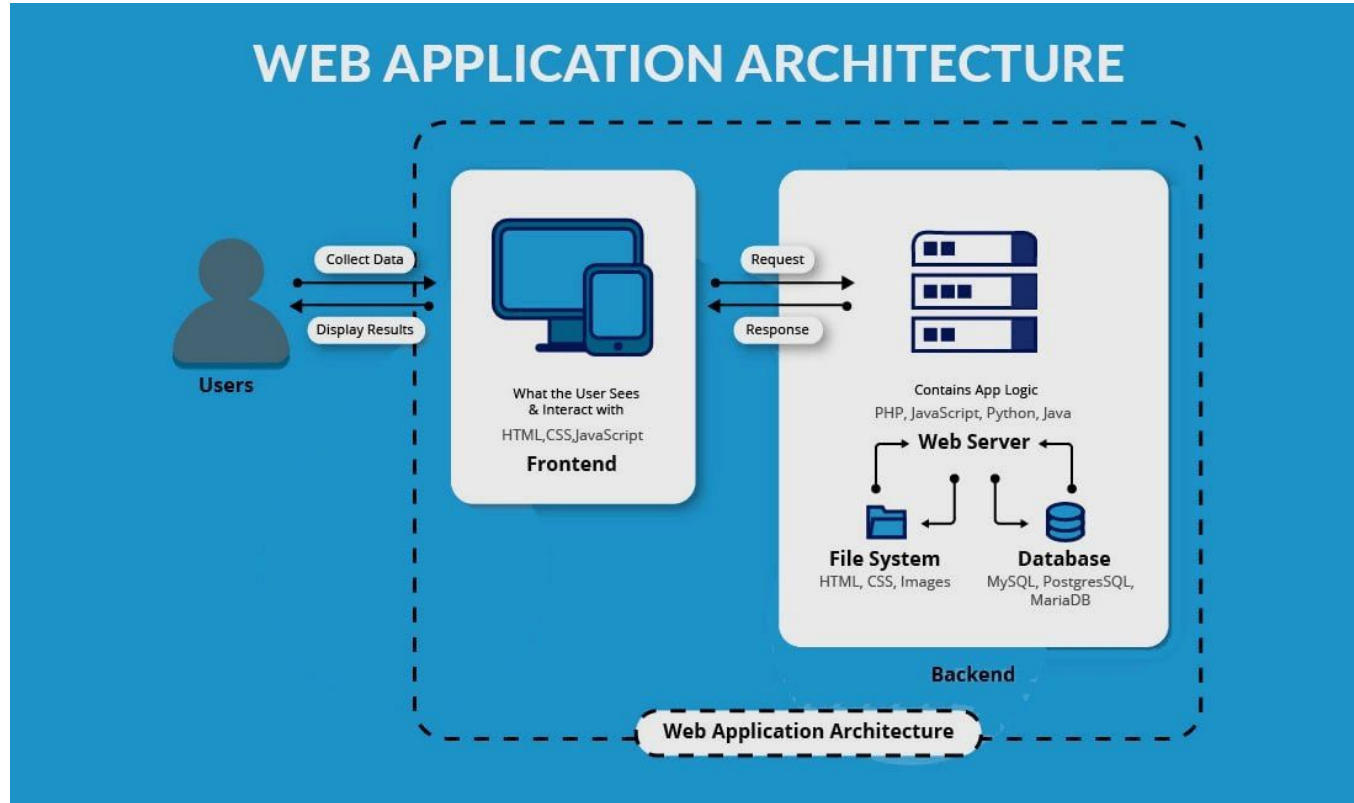 WEB APPLICATION ARCHITECTURE
Collect Data
Display Results
Users
What the User Sees
& Interact with
HTML,CSS,JavaScript
Frontend
Request
Response
Contains App Logic
PHP, JavaScript, Python, Java
Web Server
File System
HTML, CSS, Images
Database
MySQL, PostgresSQL,
MariaDB
Backend
Web Application Architecture